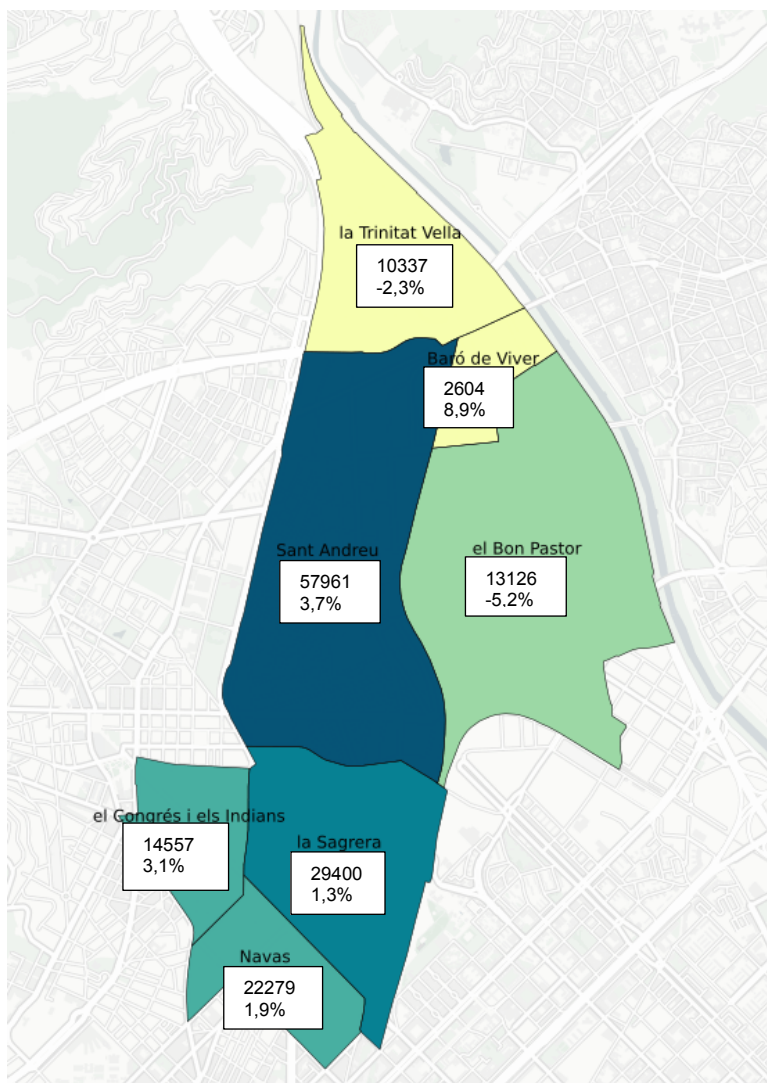 la Trinitat Vella
10337
-2,3%
Baró de Viver
2604
8,9%
Sant Andreu
57961
3,7%
el Bon Pastor
13126
-5,2%
el Congrés i els Indians
14557
3,1%
la Sagrera
29400
1,3%
Navas
22279
1,9%